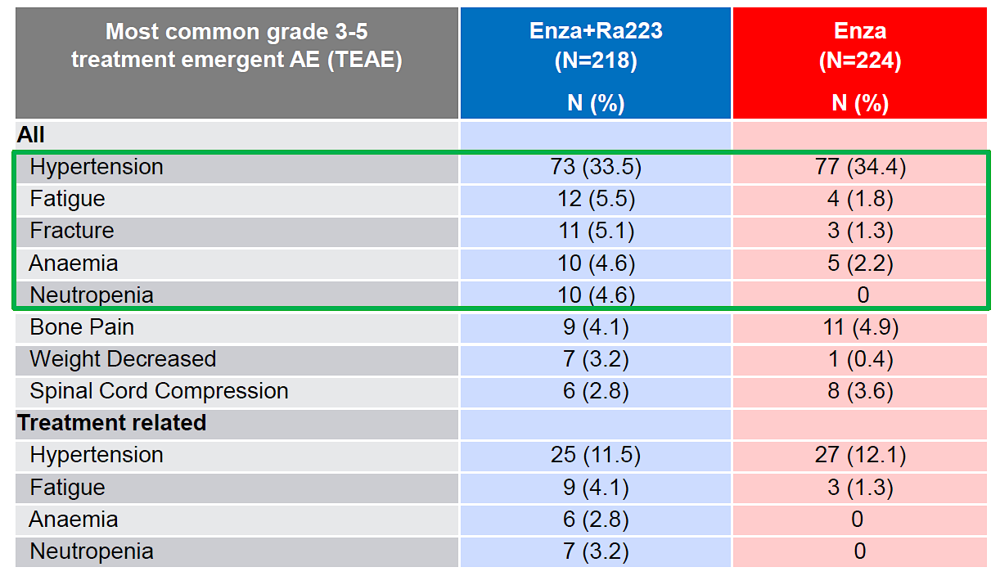 Most common grade 3-5
treatment emergent AE (TEAE)
Enza+Ra223
(N=218)
N (%)
Enza
(N=224)
N (%)
All
Hypertension 73 (33.5) 77 (34.4)
Fatigue 12 (5.5) 4 (1.8)
Fracture 11 (5.1) 3 (1.3)
Anaemia 10 (4.6) 5 (2.2)
Neutropenia 10 (4.6) 0
Bone Pain 9 (4.1) 11 (4.9)
Weight Decreased 7 (3.2) 1 (0.4)
Spinal Cord Compression 6 (2.8) 8 (3.6)
Treatment related
Hypertension 25 (11.5) 27 (12.1)
Fatigue 9 (4.1) 3 (1.3)
Anaemia 6 (2.8) 0
Neutropenia 7 (3.2) 0